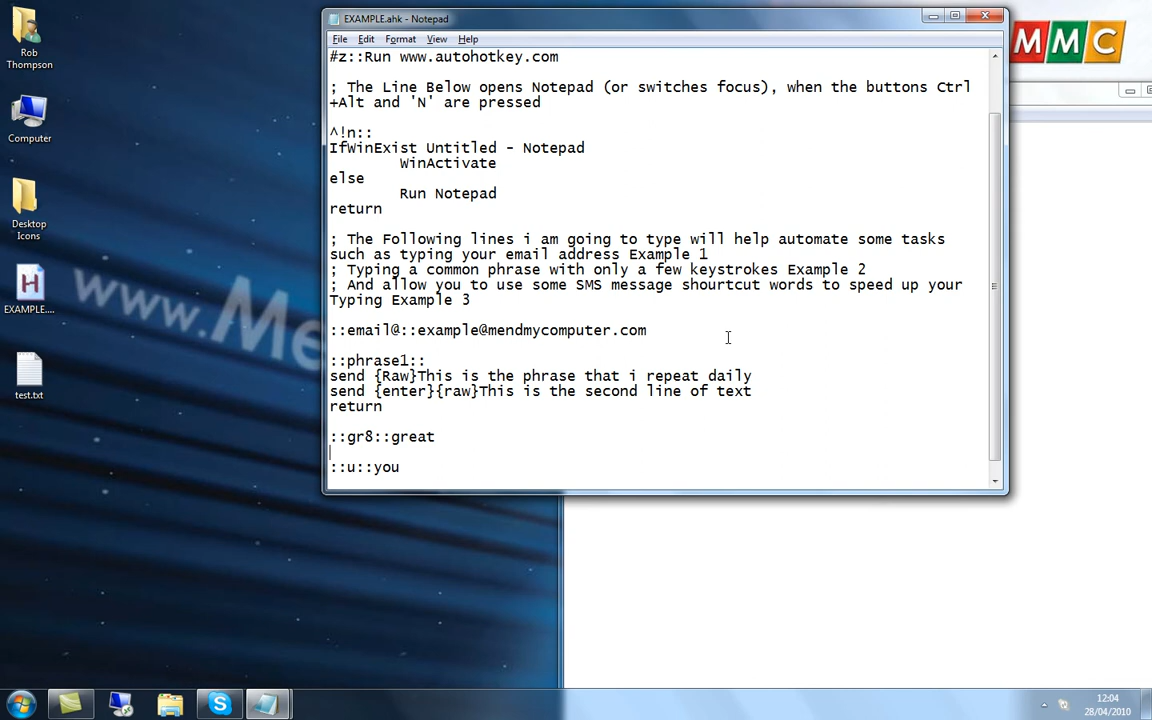 EXAMPLE.ahk - Notepad
File Edit Format View Help
#z::Run www.autohotkey.com
; The Line Below opens Notepad (or switches focus), when the buttons Ctrl
+Alt and 'N' are pressed
^!n::
IfWinExist Untitled - Notepad
WinActivate
else
Run Notepad
return
; The Following lines i am going to type will help automate some tasks
such as typing your email address Example 1
; Typing a common phrase with only a few keystrokes Example 2
; And allow you to use some SMS message shourtcut words to speed up your
Typing Example 3
::email@::example@mendmycomputer.com
::phrase1::
send {Raw}This is the phrase that i repeat daily
send {enter}{raw}This is the second line of text
return
::gr8::great
::u::you
Rob
Thompson
Computer
Desktop
Icons
H
EXAMPLE....
test.txt
www.Me
MMC
12:04
28/04/2010